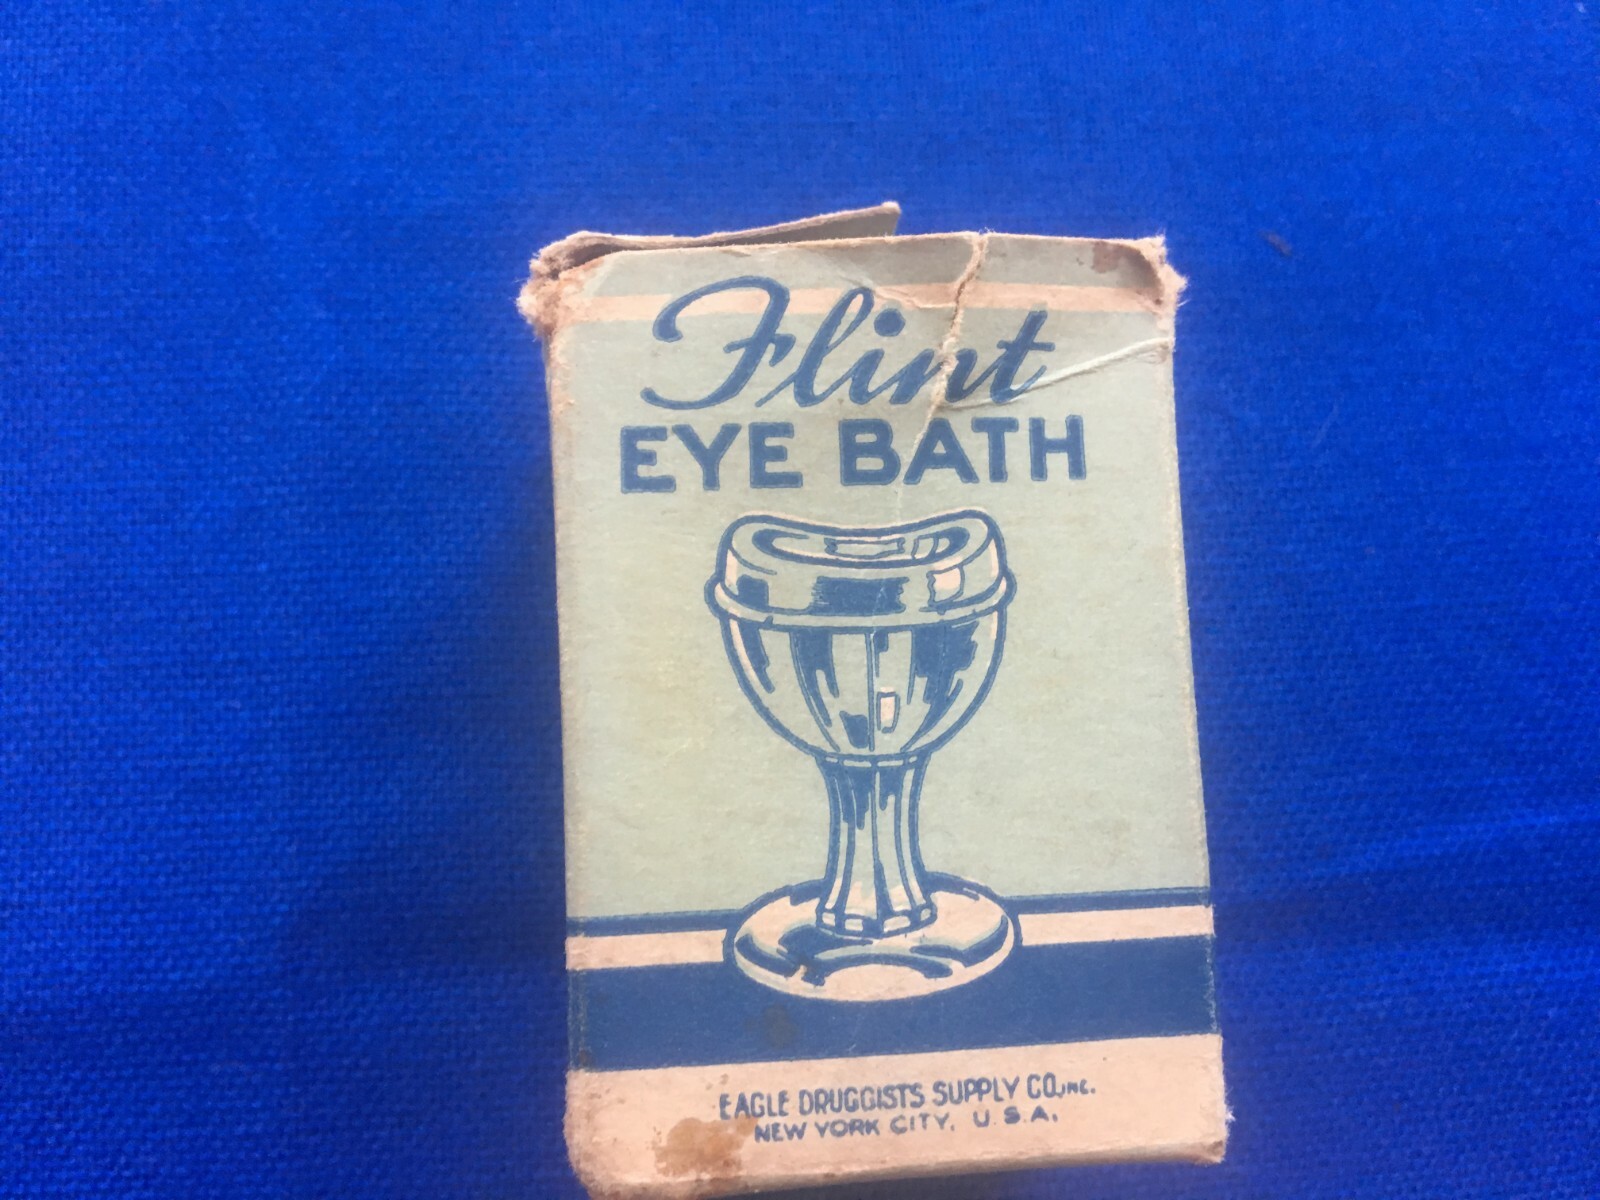 Flint
EYE BATH
EAGLE DRUGGISTS SUPPLY CO., INC.
NEW YORK CITY, U.S.A.